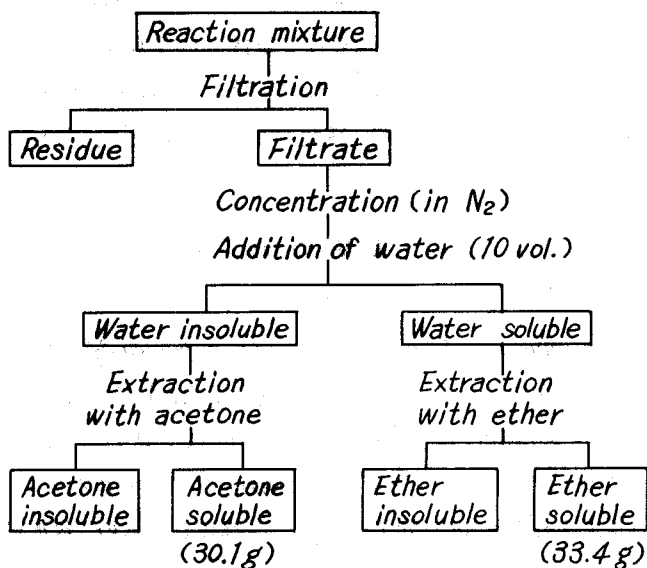 Reaction mixture
Filtration
Residue
Filtrate
Concentration (in N₂)
Addition of water (10 vol.)
Water insoluble
Water soluble
Extraction
with acetone
Extraction
with ether
Acetone
insoluble
Acetone
soluble
Ether
insoluble
Ether
soluble
(30.1g)
(33.4g)